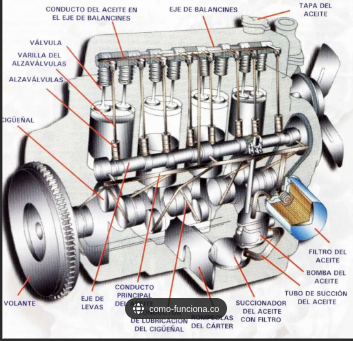 CONDUCTO DEL ACEITE EN
EL EJE DE BALANCINES
EJE DE BALANCINES
TAPA DEL
ACEITE
VÁLVULA
VARILLA DEL
ALZAVÁLVULAS
ALZAVÁLVULAS
CIGÜEÑAL
VOLANTE
EJE DE
LEVAS
CONDUCTO
PRINCIPAL
DE LUBRICACIÓN
DEL CIGÜEÑAL
DEL CÁRTER
SUCCIONADOR
DEL ACEITE
CON FILTRO
FILTRO DEL
ACEITE
BOMBA DEL
ACEITE
TUBO DE SUCCIÓN
DEL ACEITE
como-funciona.co